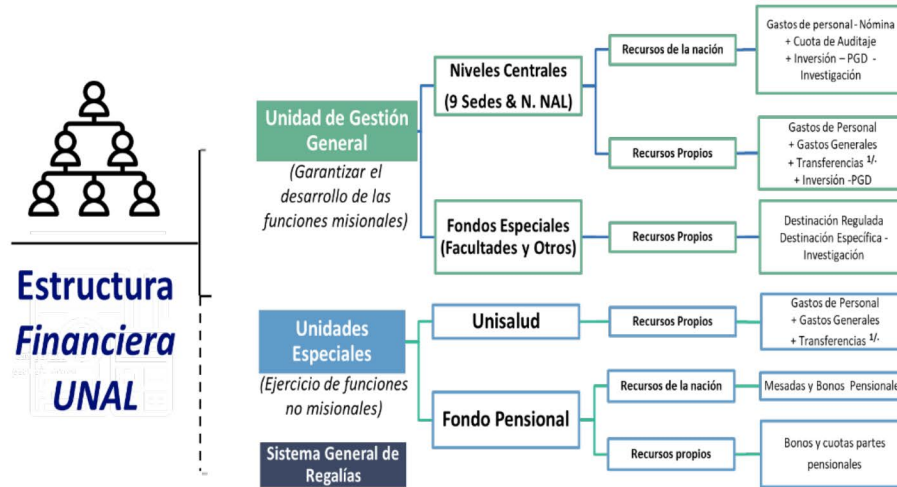 Estructura
Financiera
UNAL
Unidad de Gestión
General
(Garantizar el
desarrollo de las
funciones misionales)
Niveles Centrales
(9 Sedes & N. NAL)
Recursos de la nación
Gastos de personal - Nómina
+ Cuota de Auditaje
+ Inversión – PGD -
Investigación
Recursos Propios
Gastos de Personal
+ Gastos Generales
+ Transferencias 1/.
+ Inversión -PGD
Fondos Especiales
(Facultades y Otros)
Recursos Propios
Destinación Regulada
Destinación Específica -
Investigación
Unidades
Especiales
(Ejercicio de funciones
no misionales)
Unisalud
Recursos Propios
Gastos de Personal
+ Gastos Generales
+ Transferencias 1/.
Fondo Pensional
Recursos de la nación
Mesadas y Bonos Pensionale
Recursos propios
Bonos y cuotas partes
pensionales
Sistema General de
Regalías